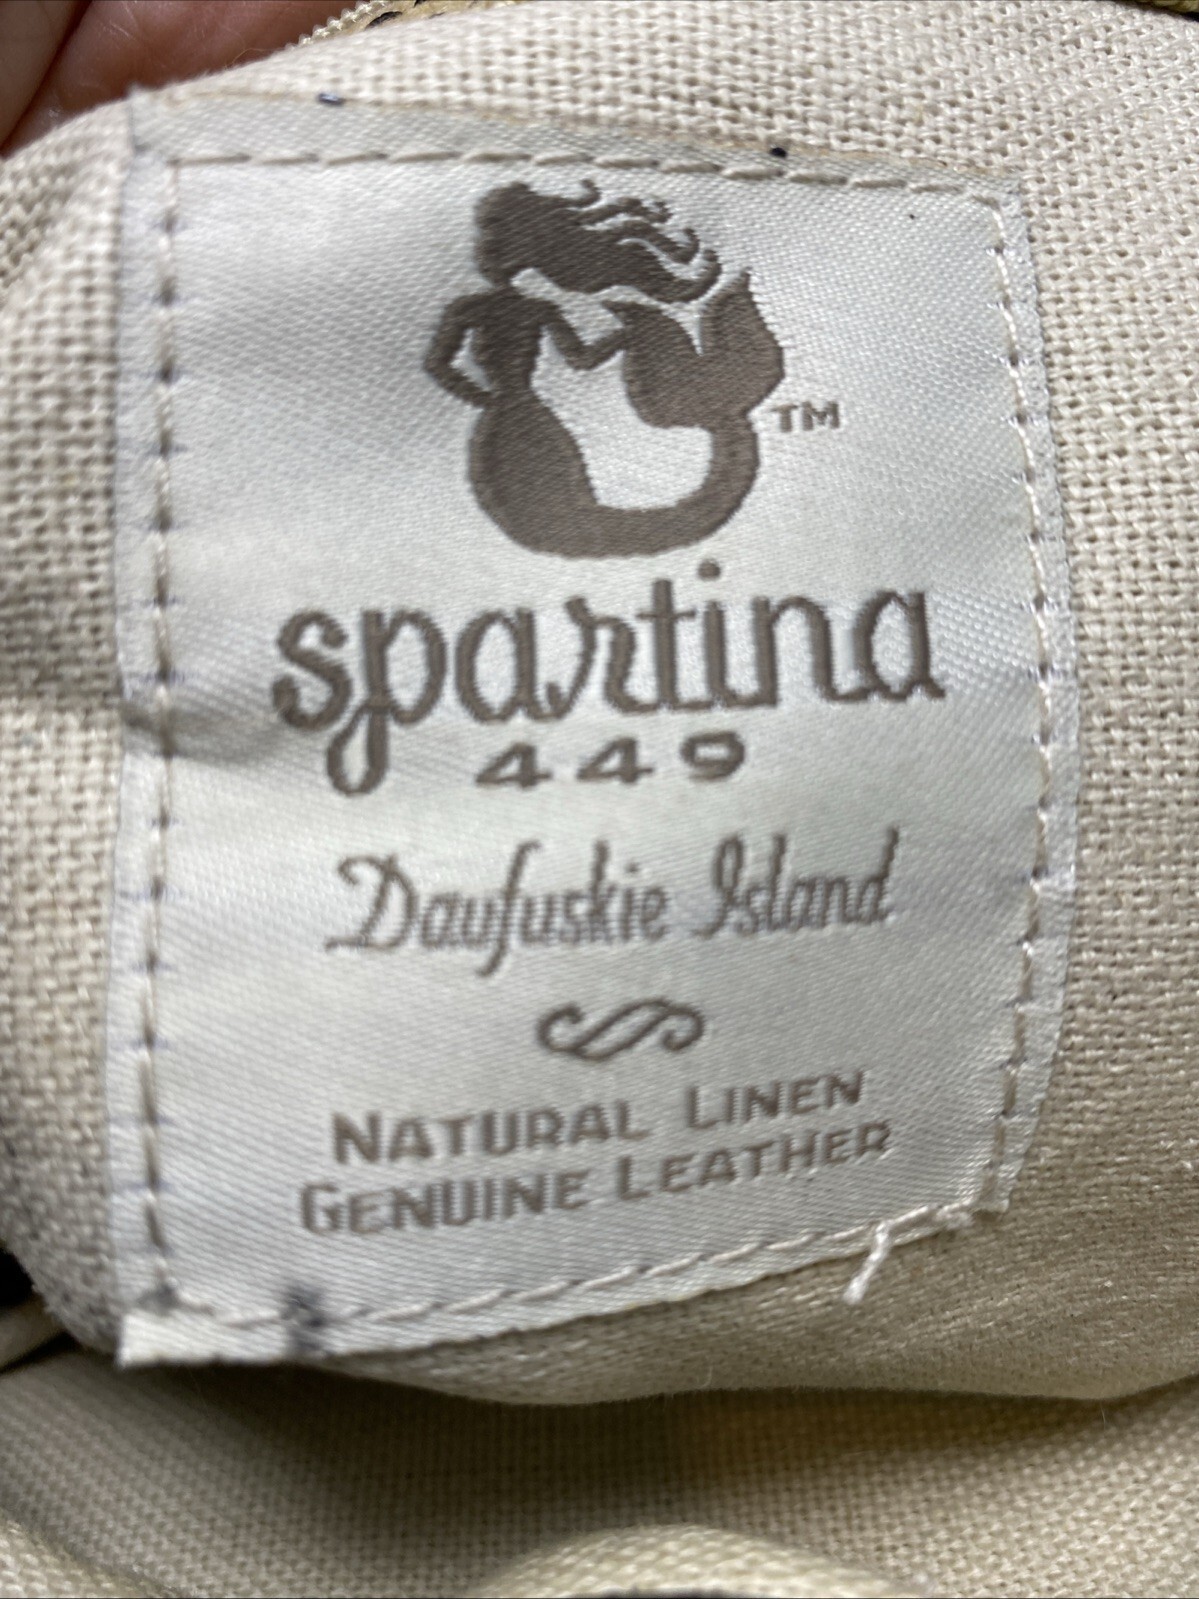 TM
spartina
449
Daufuskie Island
NATURAL LINEN
GENUINE LEATHER